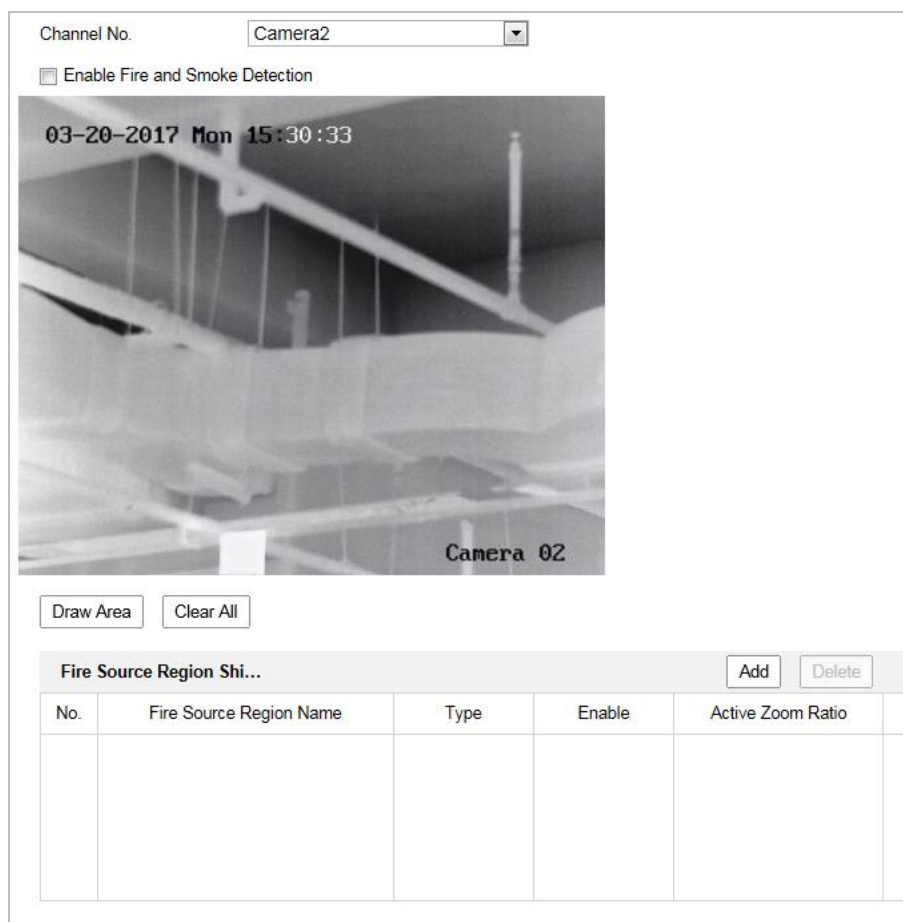 Channel No. Camera2
Enable Fire and Smoke Detection
03-20-2017 Mon 15:30:33
Camera 02
Draw Area Clear All
Fire Source Region Shi... Add Delete
No. Fire Source Region Name Type Enable Active Zoom Ratio